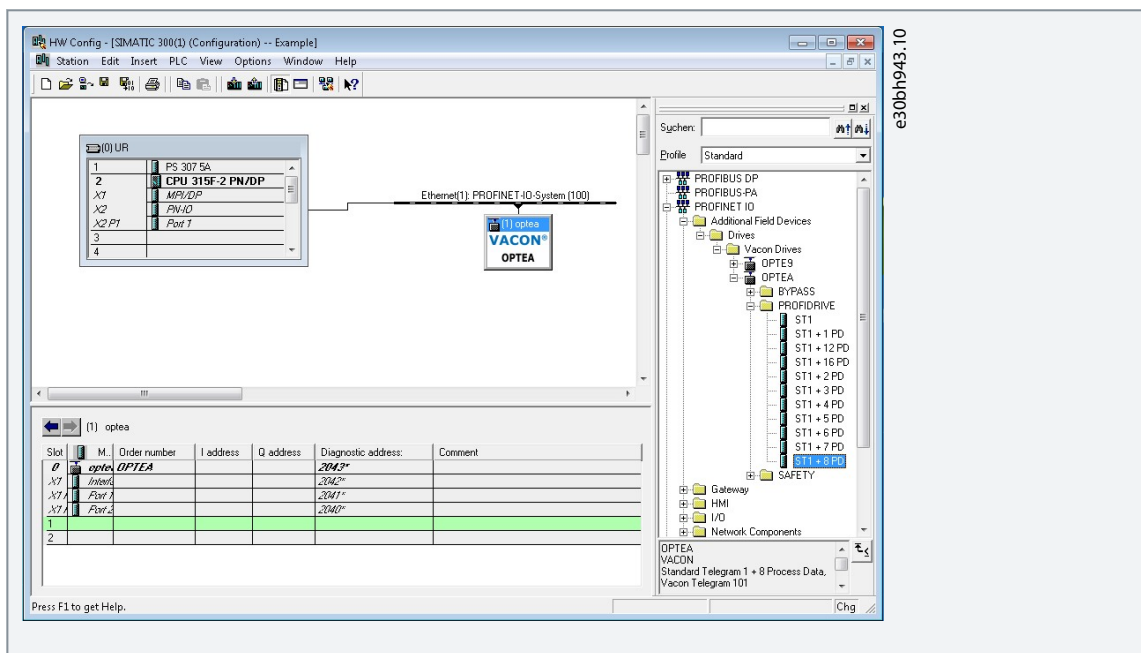 HW Config - [SIMATIC 300(1) (Configuration) -- Example]
Station Edit Insert PLC View Options Window Help
(0) UR
1 PS 307 5A
2 CPU 315F-2 PN/DP
X1 MPI/DP
X2 PN-IO
X2 P1 Port 1
3
4
Ethernet(1): PROFINET-IO-System (100)
(1) optea
VACON®
OPTEA
Suchen:
Profile Standard
PROFIBUS DP
PROFIBUS-PA
PROFINET IO
Additional Field Devices
Drives
Vacon Drives
OPTE9
OPTEA
BYPASS
PROFIDRIVE
ST1
ST1 + 1 PD
ST1 + 12 PD
ST1 + 16 PD
ST1 + 2 PD
ST1 + 3 PD
ST1 + 4 PD
ST1 + 5 PD
ST1 + 6 PD
ST1 + 7 PD
ST1 + 8 PD
SAFETY
Gateway
HMI
I/O
Network Components
OPTEA
VACON
Standard Telegram 1 + 8 Process Data,
Vacon Telegram 101
(1) optea
Slot M... Order number I address Q address Diagnostic address: Comment
0 opte OPTEA 2043*
X1 Interfa 2042*
X1 Port 1 2041*
X1 Port 2 2040*
1
2
Press F1 to get Help.
Chg
e30bh943.10